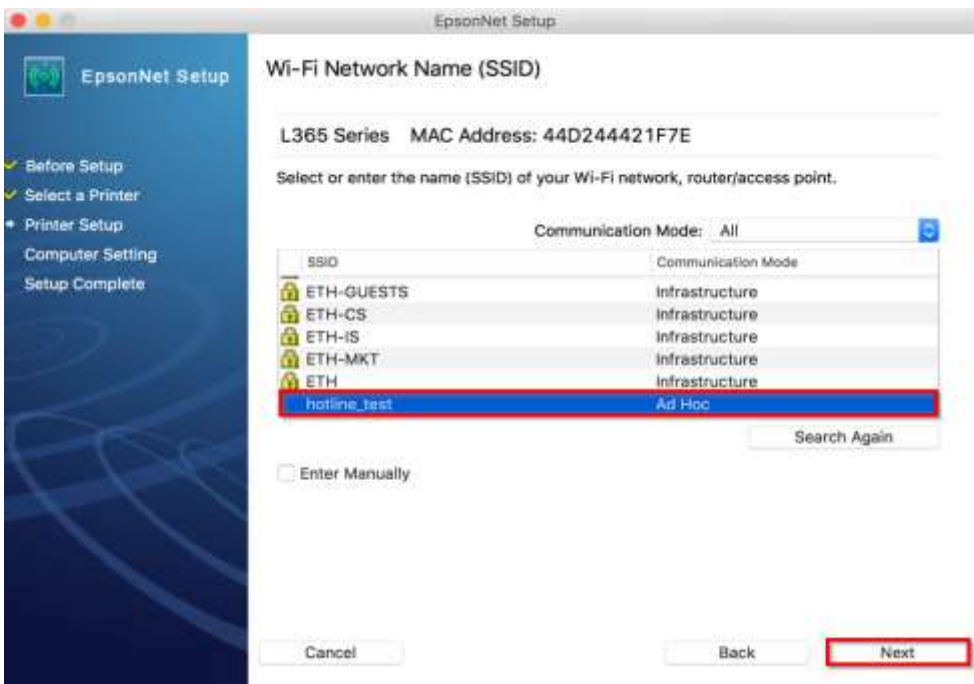 EpsonNet Setup
EpsonNet Setup
Before Setup
Select a Printer
Printer Setup
Computer Setting
Setup Complete
Wi-Fi Network Name (SSID)
L365 Series MAC Address: 44D244421F7E
Select or enter the name (SSID) of your Wi-Fi network, router/access point.
Communication Mode: All
SSID Communication Mode
ETH-GUESTS Infrastructure
ETH-CS Infrastructure
ETH-IS Infrastructure
ETH-MKT Infrastructure
ETH Infrastructure
hotline_test Ad Hoc
Search Again
Enter Manually
Cancel Back Next